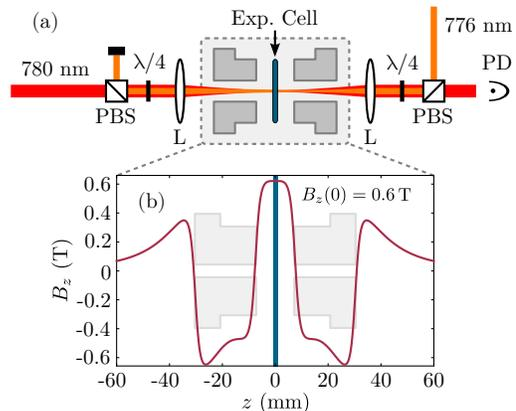 (a)
Exp. Cell
776 nm
780 nm
λ/4
λ/4
PD
PBS
L
L
PBS
(b)
B_z(0) = 0.6 T
0.6
0.4
0.2
0
-0.2
-0.4
-0.6
B_z (T)
-60 -40 -20 0 20 40 60
z (mm)